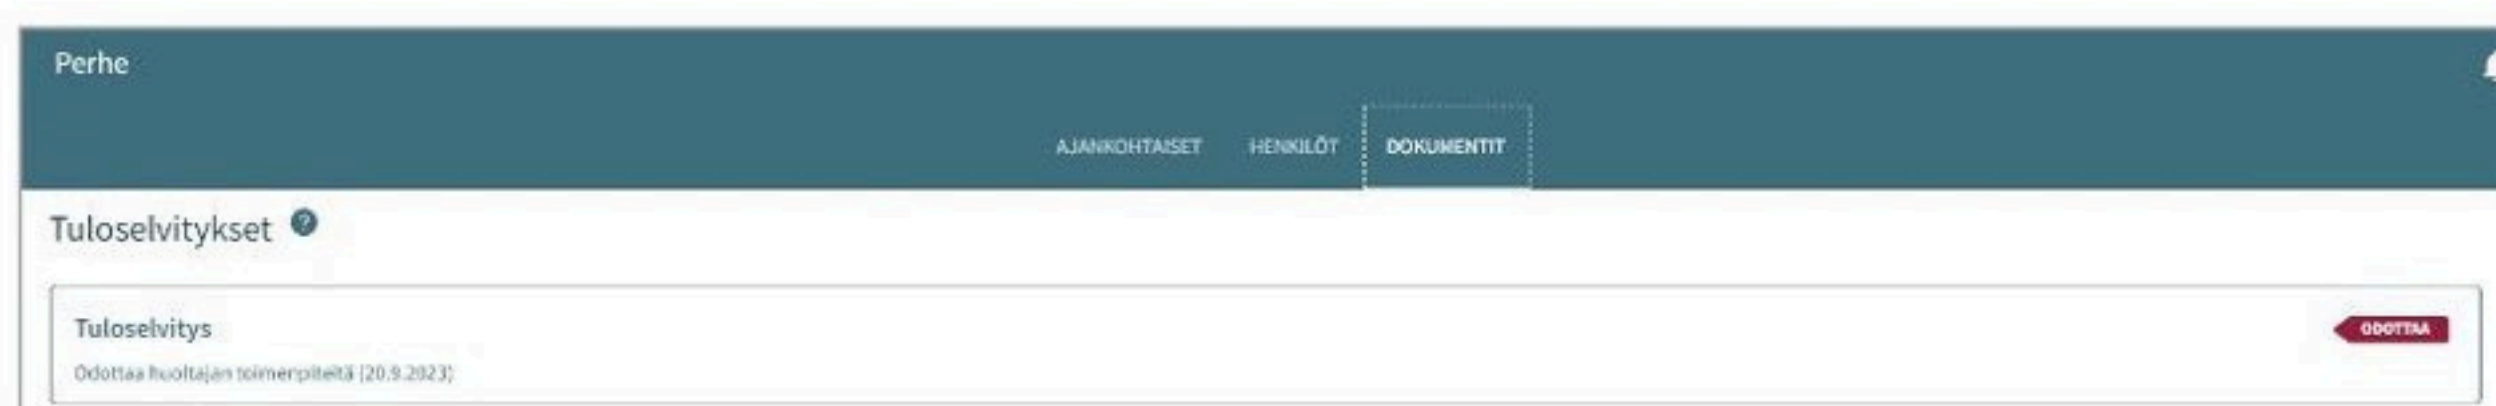 Perhe
AJANKOHTAISET HENKILÖT DOKUMENTIT
Tuloselvitykset ?
Tuloselvitys
ODOTTAA
Odottaa huoltajan toimenpiteitä (20.9.2023)